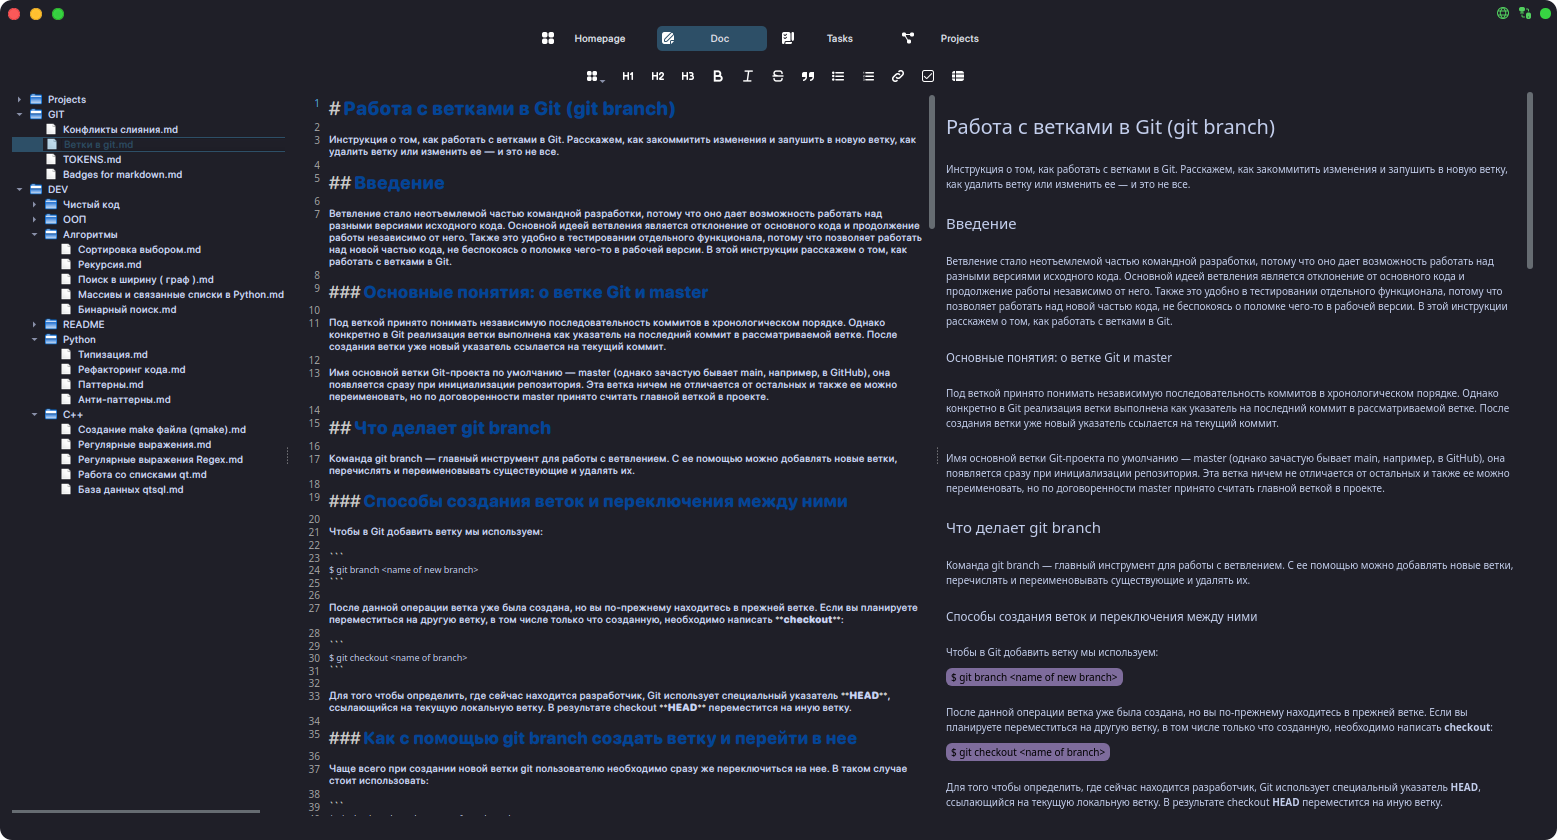 Homepage
Doc
Tasks
Projects
H1 H2 H3 B I S
Projects
GIT
Конфликты слияния.md
Ветки в git.md
TOKENS.md
Badges for markdown.md
DEV
Чистый код
ООП
Алгоритмы
Сортировка выбором.md
Рекурсия.md
Поиск в ширину ( граф ).md
Массивы и связанные списки в Python.md
Бинарный поиск.md
README
Python
Типизация.md
Рефакторинг кода.md
Паттерны.md
Анти-паттерны.md
C++
Создание make файла (qmake).md
Регулярные выражения.md
Регулярные выражения Regex.md
Работа со списками qt.md
База данных qtsql.md
1 # Работа с ветками в Git (git branch)
2
3 Инструкция о том, как работать с ветками в Git. Расскажем, как закоммитить изменения и запушить в новую ветку, как
удалить ветку или изменить ее — и это не все.
4
5 ## Введение
6
7 Ветвление стало неотъемлемой частью командной разработки, потому что оно дает возможность работать над
разными версиями исходного кода. Основной идеей ветвления является отклонение от основного кода и продолжение
работы независимо от него. Также это удобно в тестировании отдельного функционала, потому что позволяет работать
над новой частью кода, не беспокоясь о поломке чего-то в рабочей версии. В этой инструкции расскажем о том, как
работать с ветками в Git.
8
9 ### Основные понятия: о ветке Git и master
10
11 Под веткой принято понимать независимую последовательность коммитов в хронологическом порядке. Однако
конкретно в Git реализация ветки выполнена как указатель на последний коммит в рассматриваемой ветке. После
создания ветки уже новый указатель ссылается на текущий коммит.
12
13 Имя основной ветки Git-проекта по умолчанию — master (однако зачастую бывает main, например, в GitHub), она
появляется сразу при инициализации репозитория. Эта ветка ничем не отличается от остальных и также ее можно
переименовать, но по договоренности master принято считать главной веткой в проекте.
14
15 ## Что делает git branch
16
17 Команда git branch — главный инструмент для работы с ветвлением. С ее помощью можно добавлять новые ветки,
перечислять и переименовывать существующие и удалять их.
18
19 ### Способы создания веток и переключения между ними
20
21 Чтобы в Git добавить ветку мы используем:
22
23 ```
24 $ git branch <name of new branch>
25 ```
26
27 После данной операции ветка уже была создана, но вы по-прежнему находитесь в прежней ветке. Если вы планируете
переместиться на другую ветку, в том числе только что созданную, необходимо написать **checkout**:
28
29 ```
30 $ git checkout <name of branch>
31 ```
32
33 Для того чтобы определить, где сейчас находится разработчик, Git использует специальный указатель **HEAD**,
ссылающийся на текущую локальную ветку. В результате checkout **HEAD** переместится на иную ветку.
34
35 ### Как с помощью git branch создать ветку и перейти в нее
36
37 Чаще всего при создании новой ветки git пользователю необходимо сразу же переключиться на нее. В таком случае
стоит использовать:
38
39 ```
Работа с ветками в Git (git branch)
Инструкция о том, как работать с ветками в Git. Расскажем, как закоммитить изменения и запушить в новую ветку,
как удалить ветку или изменить ее — и это не все.
Введение
Ветвление стало неотъемлемой частью командной разработки, потому что оно дает возможность работать над
разными версиями исходного кода. Основной идеей ветвления является отклонение от основного кода и
продолжение работы независимо от него. Также это удобно в тестировании отдельного функционала, потому что
позволяет работать над новой частью кода, не беспокоясь о поломке чего-то в рабочей версии. В этой инструкции
расскажем о том, как работать с ветками в Git.
Основные понятия: о ветке Git и master
Под веткой принято понимать независимую последовательность коммитов в хронологическом порядке. Однако
конкретно в Git реализация ветки выполнена как указатель на последний коммит в рассматриваемой ветке. После
создания ветки уже новый указатель ссылается на текущий коммит.
Имя основной ветки Git-проекта по умолчанию — master (однако зачастую бывает main, например, в GitHub), она
появляется сразу при инициализации репозитория. Эта ветка ничем не отличается от остальных и также ее можно
переименовать, но по договоренности master принято считать главной веткой в проекте.
Что делает git branch
Команда git branch — главный инструмент для работы с ветвлением. С ее помощью можно добавлять новые ветки,
перечислять и переименовывать существующие и удалять их.
Способы создания веток и переключения между ними
Чтобы в Git добавить ветку мы используем:
$ git branch <name of new branch>
После данной операции ветка уже была создана, но вы по-прежнему находитесь в прежней ветке. Если вы
планируете переместиться на другую ветку, в том числе только что созданную, необходимо написать checkout:
$ git checkout <name of branch>
Для того чтобы определить, где сейчас находится разработчик, Git использует специальный указатель HEAD,
ссылающийся на текущую локальную ветку. В результате checkout HEAD переместится на иную ветку.